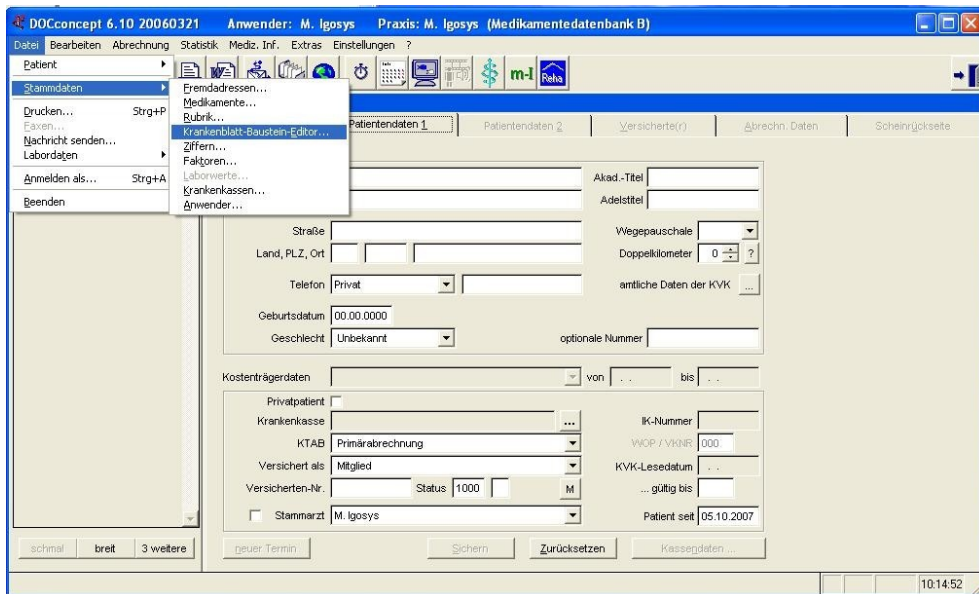 DOCconcept 6.10 20060321 Anwender: M. Igosys Praxis: M. Igosys (Medikamentedatenbank B)
Datei Bearbeiten Abrechnung Statistik Mediz. Inf. Extras Einstellungen ?
Patient
Stammdaten
Drucken... Strg+P
Faxen...
Nachricht senden...
Labordaten
Anmelden als... Strg+A
Beenden
Fremdadressen...
Medikamente...
Rubrik...
Krankenblatt-Baustein-Editor...
Ziffern...
Faktoren...
Laborwerte...
Krankenkassen...
Anwender...
m-I Reha
Patientendaten 1 Patientendaten 2 Versicherte(r) Abrechn. Daten Scheinrückseite
Akad.-Titel
Adelstitel
Straße Wegepauschale
Land, PLZ, Ort Doppelkilometer 0 ?
Telefon Privat amtliche Daten der KVK ...
Geburtsdatum 00.00.0000
Geschlecht Unbekannt optionale Nummer
Kostenträgerdaten von . . bis . .
Privatpatient
Krankenkasse ... IK-Nummer
KTAB Primärabrechnung WOP / VKNR 000
Versichert als Mitglied KVK-Lesedatum . .
Versicherten-Nr. Status 1000 M ... gültig bis
Stammarzt M. Igosys Patient seit 05.10.2007
schmal breit 3 weitere neuer Termin Sichern Zurücksetzen Kassendaten ...
10:14:52